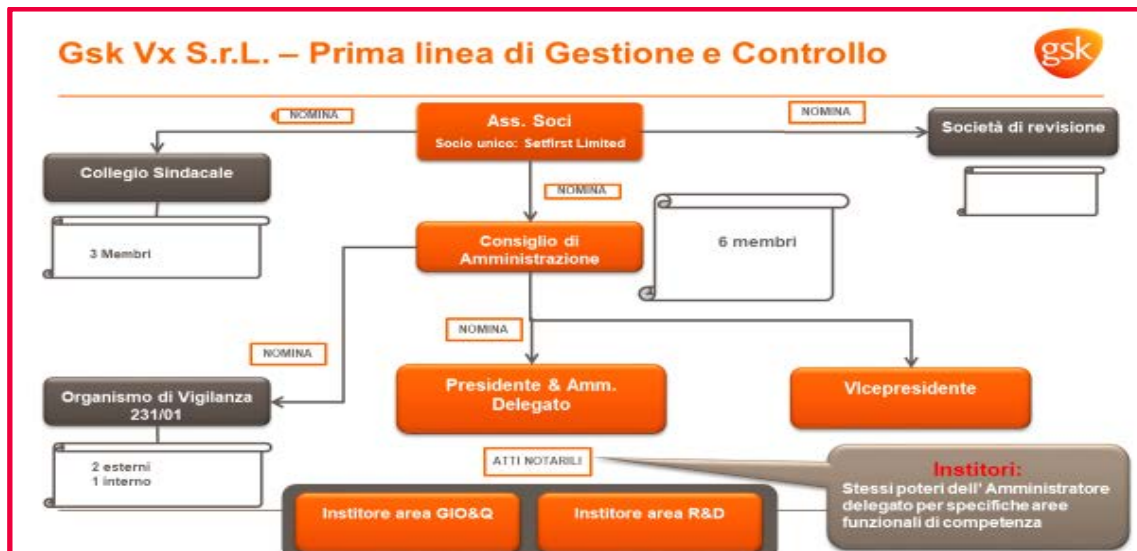 Gsk Vx S.r.L. – Prima linea di Gestione e Controllo
gsk
NOMINA
Ass. Soci
Socio unico: Setfirst Limited
NOMINA
Società di revisione
Collegio Sindacale
3 Membri
NOMINA
Consiglio di
Amministrazione
6 membri
NOMINA
NOMINA
Organismo di Vigilanza
231/01
2 esterni
1 interno
Presidente & Amm.
Delegato
VIcepresidente
ATTI NOTARILI
Institori:
Stessi poteri dell' Amministratore
delegato per specifiche aree
funzionali di competenza
Institore area GIO&Q
Institore area R&D